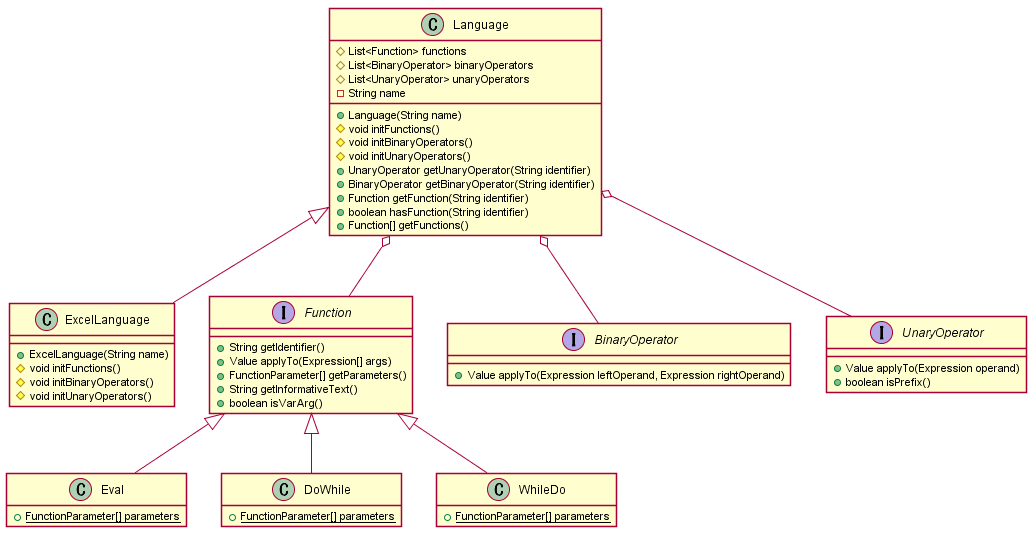 C Language
List<Function> functions
List<BinaryOperator> binaryOperators
List<UnaryOperator> unaryOperators
String name
Language(String name)
void initFunctions()
void initBinaryOperators()
void initUnaryOperators()
UnaryOperator getUnaryOperator(String identifier)
BinaryOperator getBinaryOperator(String identifier)
Function getFunction(String identifier)
boolean hasFunction(String identifier)
Function[] getFunctions()
C ExcelLanguage
ExcelLanguage(String name)
void initFunctions()
void initBinaryOperators()
void initUnaryOperators()
I Function
String getIdentifier()
Value applyTo(Expression[] args)
FunctionParameter[] getParameters()
String getInformativeText()
boolean isVarArg()
I BinaryOperator
Value applyTo(Expression leftOperand, Expression rightOperand)
I UnaryOperator
Value applyTo(Expression operand)
boolean isPrefix()
C Eval
FunctionParameter[] parameters
C DoWhile
FunctionParameter[] parameters
C WhileDo
FunctionParameter[] parameters